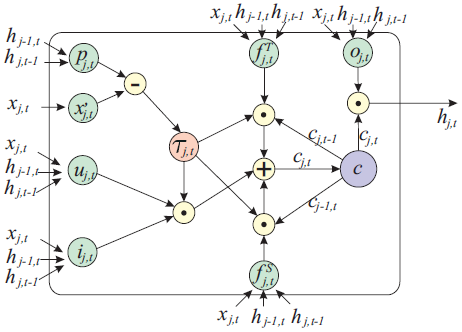 x_{j,t} h_{j-1,t} h_{j,t-1} x_{j,t} h_{j-1,t} h_{j,t-1}
h_{j-1,t}
h_{j,t-1}
p_{j,t}
f^T_{j,t}
o_{j,t}
-
x_{j,t}
x'_{j,t}
h_{j,t}
τ_{j,t}
c_{j,t-1}
c_{j,t}
x_{j,t}
h_{j-1,t}
h_{j,t-1}
u_{j,t}
+
c_{j,t}
c
c_{j-1,t}
x_{j,t}
h_{j-1,t}
h_{j,t-1}
i_{j,t}
f^S_{j,t}
x_{j,t} h_{j-1,t} h_{j,t-1}